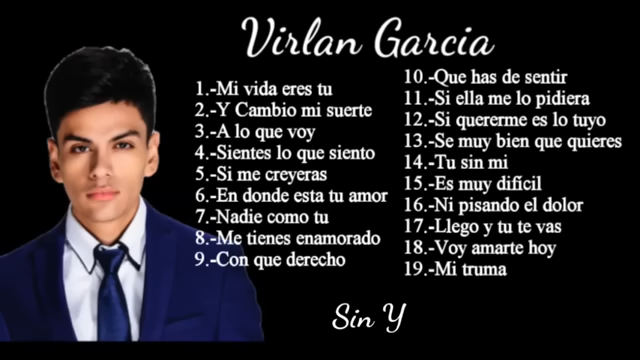 Virlan Garcia
1.-Mi vida eres tu
2.-Y Cambio mi suerte
3.-A lo que voy
4.-Sientes lo que siento
5.-Si me creyeras
6.-En donde esta tu amor
7.-Nadie como tu
8.-Me tienes enamorado
9.-Con que derecho
10.-Que has de sentir
11.-Si ella me lo pidiera
12.-Si quererme es lo tuyo
13.-Se muy bien que quieres
14.-Tu sin mi
15.-Es muy difícil
16.-Ni pisando el dolor
17.-Llego y tu te vas
18.-Voy amarte hoy
19.-Mi truma
Sin Y